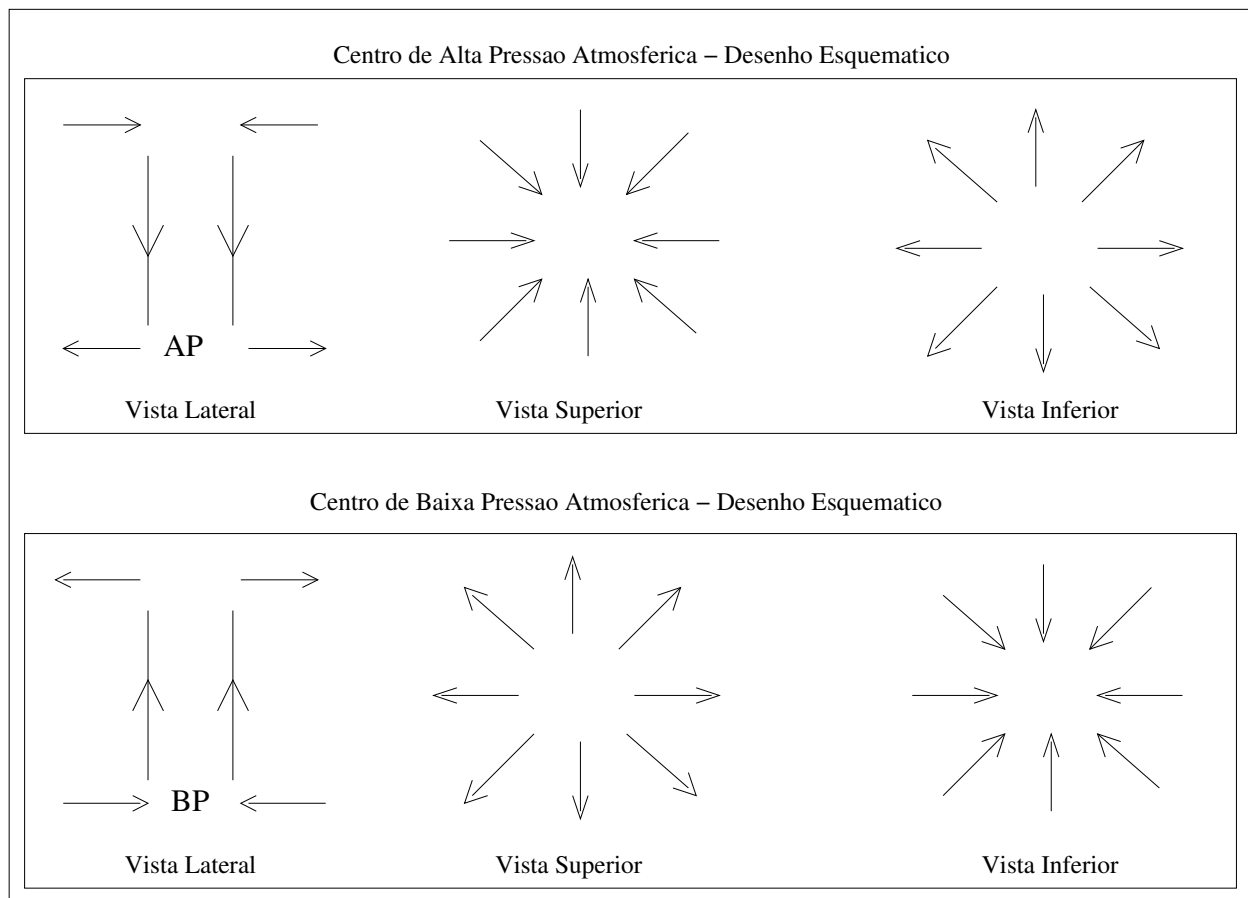 Centro de Alta Pressao Atmosferica – Desenho Esquematico
AP
Vista Lateral
Vista Superior
Vista Inferior
Centro de Baixa Pressao Atmosferica – Desenho Esquematico
BP
Vista Lateral
Vista Superior
Vista Inferior